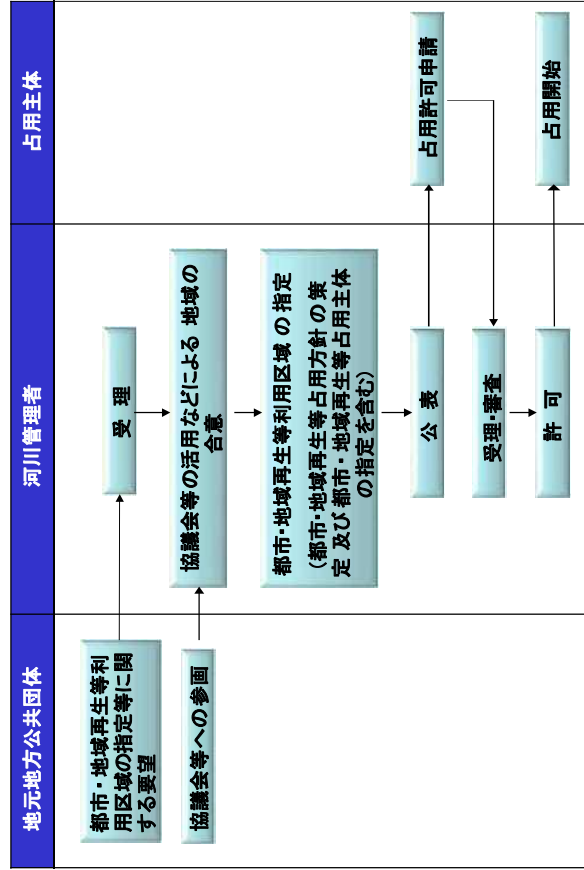 地元地方公共団体
河川管理者
占用主体
都市・地域再生等利
用区域の指定等に関
する要望
受 理
協議会等への参画
協議会等の活用などによる 地域の
合意
都市・地域再生等利用区域 の 指定
(都市・地域再生等占用方針 の 策
定 及び 都市・地域再生等占用主体
の 指定を含む)
公 表
占用許可申請
受理・審査
許 可
占用開始